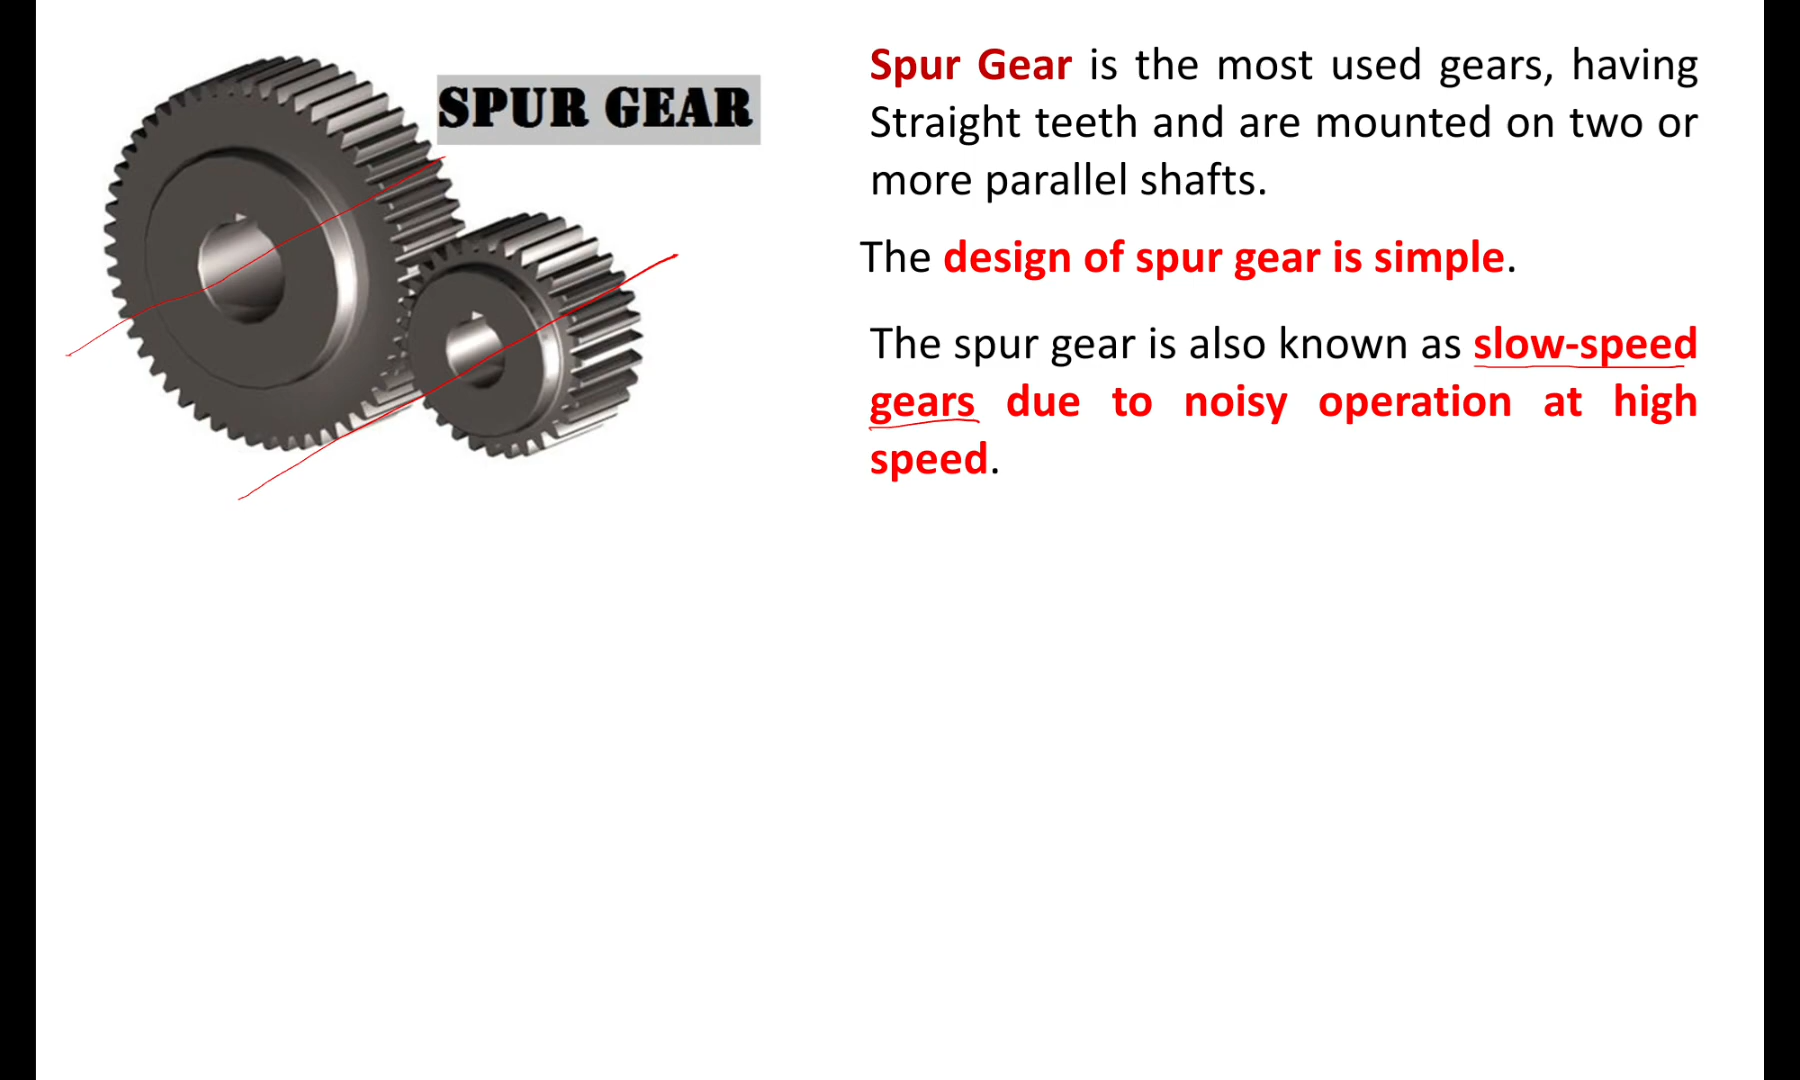 SPUR GEAR
Spur Gear is the most used gears, having
Straight teeth and are mounted on two or
more parallel shafts.
The design of spur gear is simple.
The spur gear is also known as slow-speed
gears due to noisy operation at high
speed.